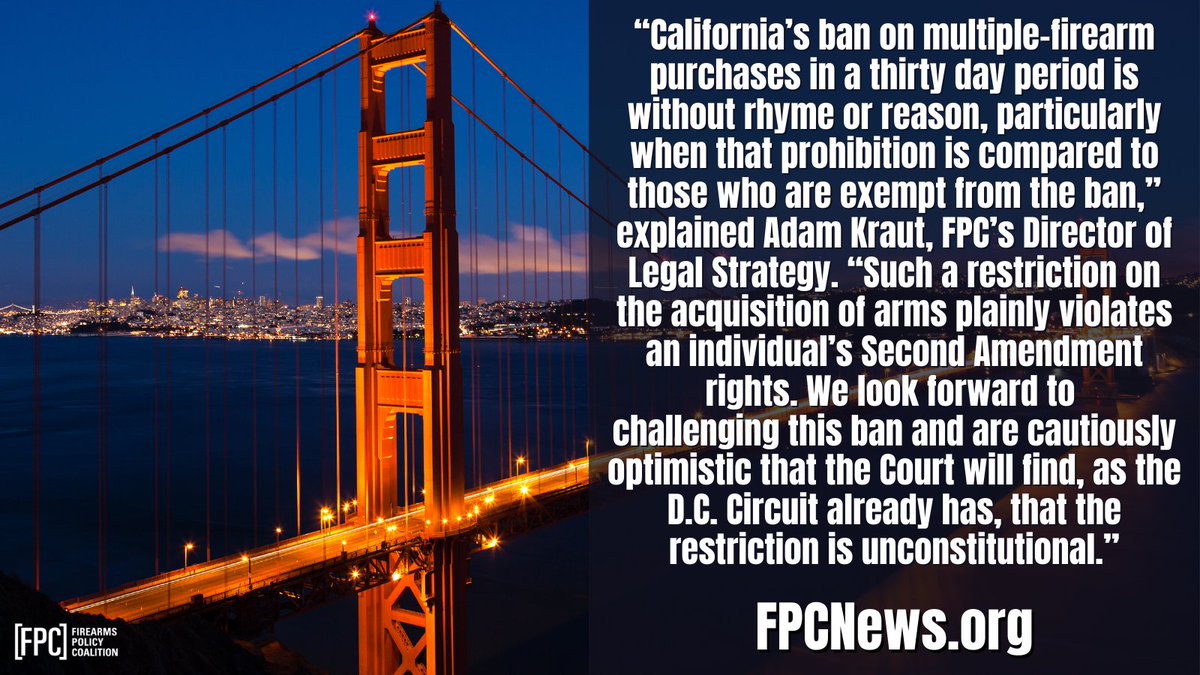 “California’s ban on multiple-firearm
purchases in a thirty day period is
without rhyme or reason, particularly
when that prohibition is compared to
those who are exempt from the ban,”
explained Adam Kraut, FPC’s Director of
Legal Strategy. “Such a restriction on
the acquisition of arms plainly violates
an individual’s Second Amendment
rights. We look forward to
challenging this ban and are cautiously
optimistic that the Court will find, as the
D.C. Circuit already has, that the
restriction is unconstitutional.”
FPCNews.org
[FPC]
FIREARMS
POLICY
COALITION